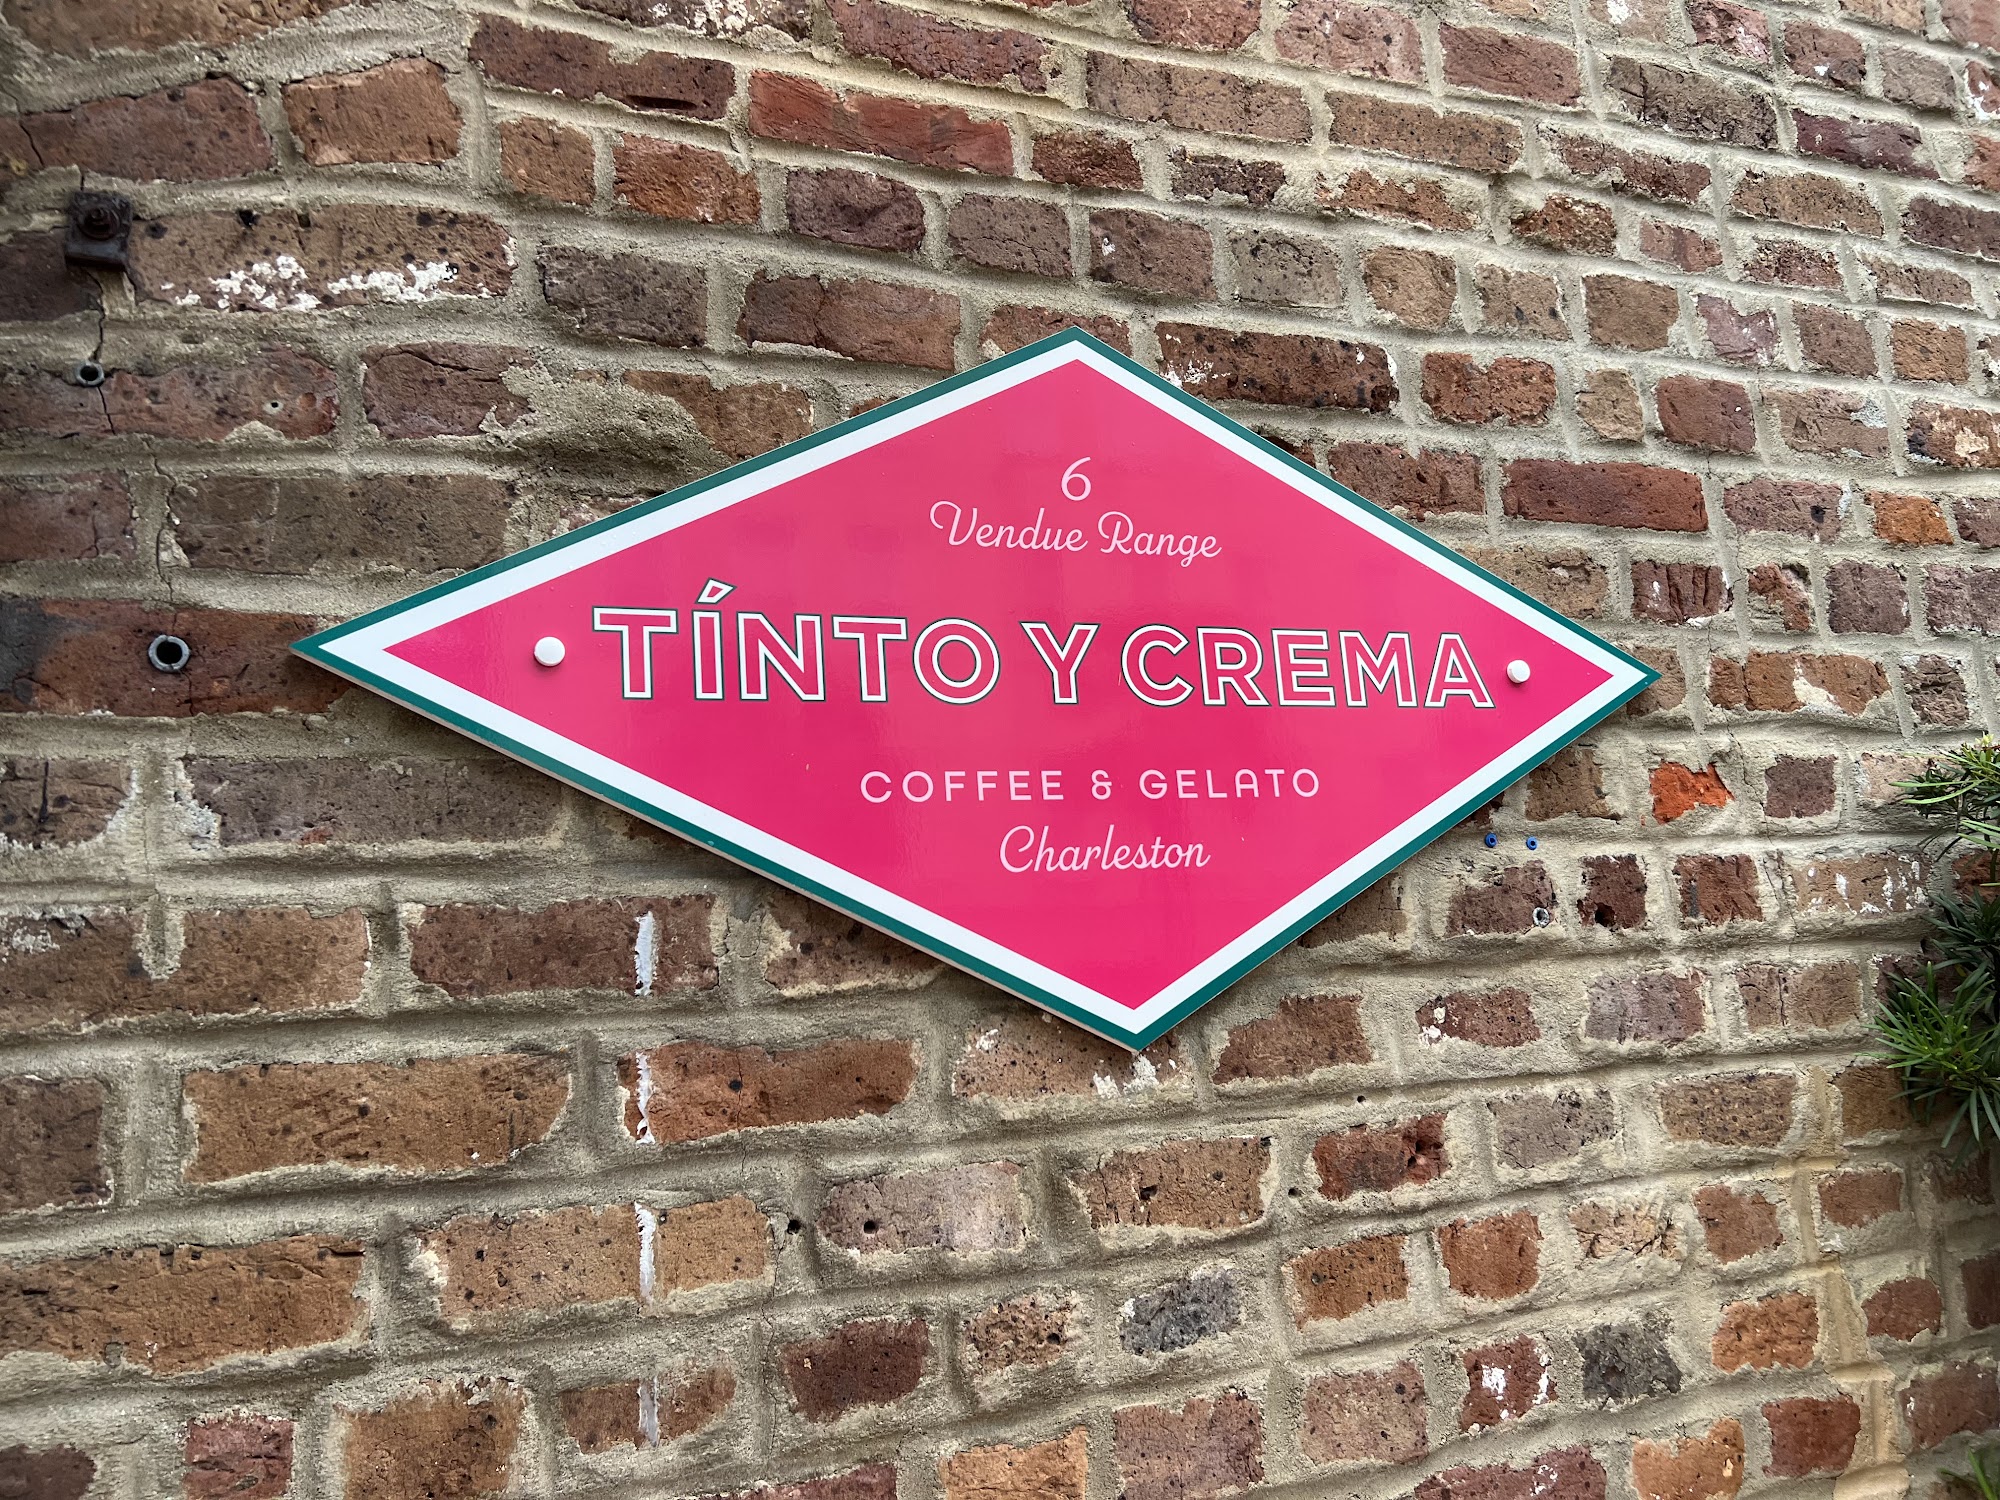 6
Vendue Range
TÍNTO Y CREMA
COFFEE & GELATO
Charleston